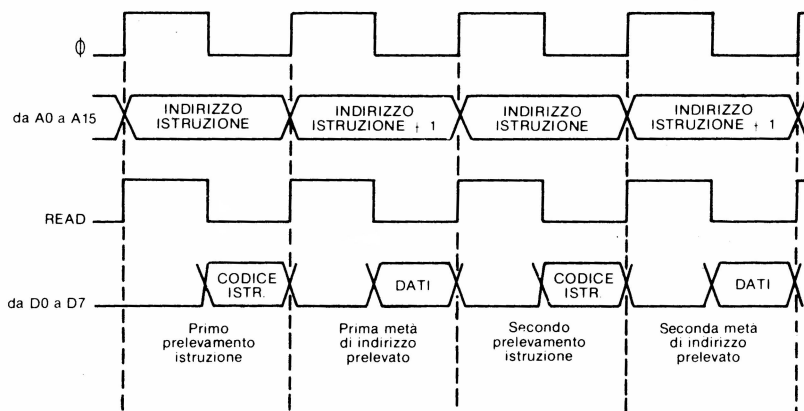 ϕ
da A0 a A15
INDIRIZZO
ISTRUZIONE
INDIRIZZO
ISTRUZIONE + 1
INDIRIZZO
ISTRUZIONE
INDIRIZZO
ISTRUZIONE + 1
READ
da D0 a D7
CODICE
ISTR.
DATI
CODICE
ISTR.
DATI
Primo
prelevamento
istruzione
Prima metà
di indirizzo
prelevato
Secondo
prelevamento
istruzione
Seconda metà
di indirizzo
prelevato